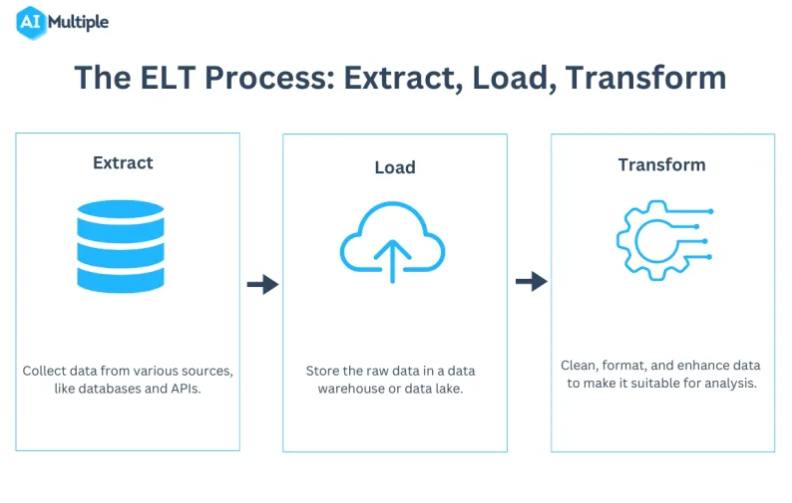 AI Multiple
The ELT Process: Extract, Load, Transform
Extract
Collect data from various sources,
like databases and APIs.
Load
Store the raw data in a data
warehouse or data lake.
Transform
Clean, format, and enhance data
to make it suitable for analysis.